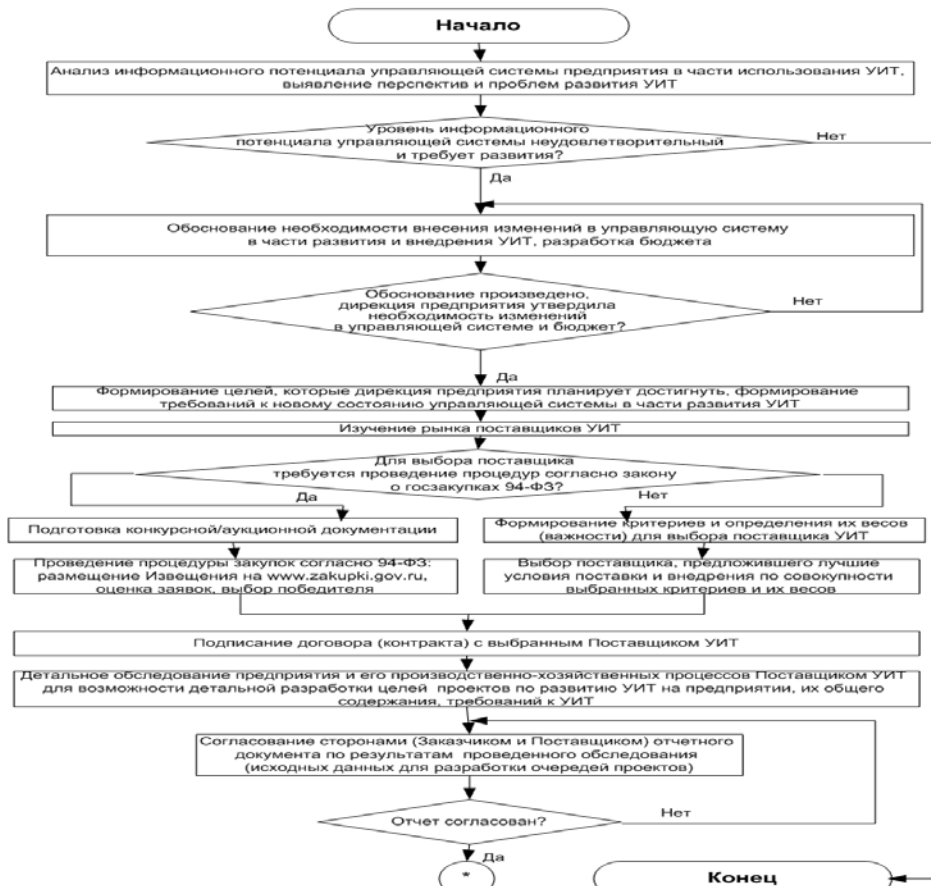 Начало
Анализ информационного потенциала управляющей системы предприятия в части использования УИТ,
выявление перспектив и проблем развития УИТ
Уровень информационного
потенциала управляющей системы неудовлетворительный
и требует развития?
Нет
Да
Обоснование необходимости внесения изменений в управляющую систему
в части развития и внедрения УИТ, разработка бюджета
Обоснование произведено,
дирекция предприятия утвердила
необходимость изменений
в управляющей системе и бюджет?
Нет
Да
Формирование целей, которые дирекция предприятия планирует достигнуть, формирование
требований к новому состоянию управляющей системы в части развития УИТ
Изучение рынка поставщиков УИТ
Для выбора поставщика
требуется проведение процедур согласно закону
о госзакупках 94-ФЗ?
Да
Нет
Подготовка конкурсной/аукционной документации
Формирование критериев и определения их весов
(важности) для выбора поставщика УИТ
Проведение процедуры закупок согласно 94-ФЗ:
размещение Извещения на www.zakupki.gov.ru,
оценка заявок, выбор победителя
Выбор поставщика, предложившего лучшие
условия поставки и внедрения по совокупности
выбранных критериев и их весов
Подписание договора (контракта) с выбранным Поставщиком УИТ
Детальное обследование предприятия и его производственно-хозяйственных процессов Поставщиком УИТ
для возможности детальной разработки целей проектов по развитию УИТ на предприятии, их общего
содержания, требований к УИТ
Согласование сторонами (Заказчиком и Поставщиком) отчетного
документа по результатам проведенного обследования
(исходных данных для разработки очередей проектов)
Отчет согласован?
Нет
Да
*
Конец